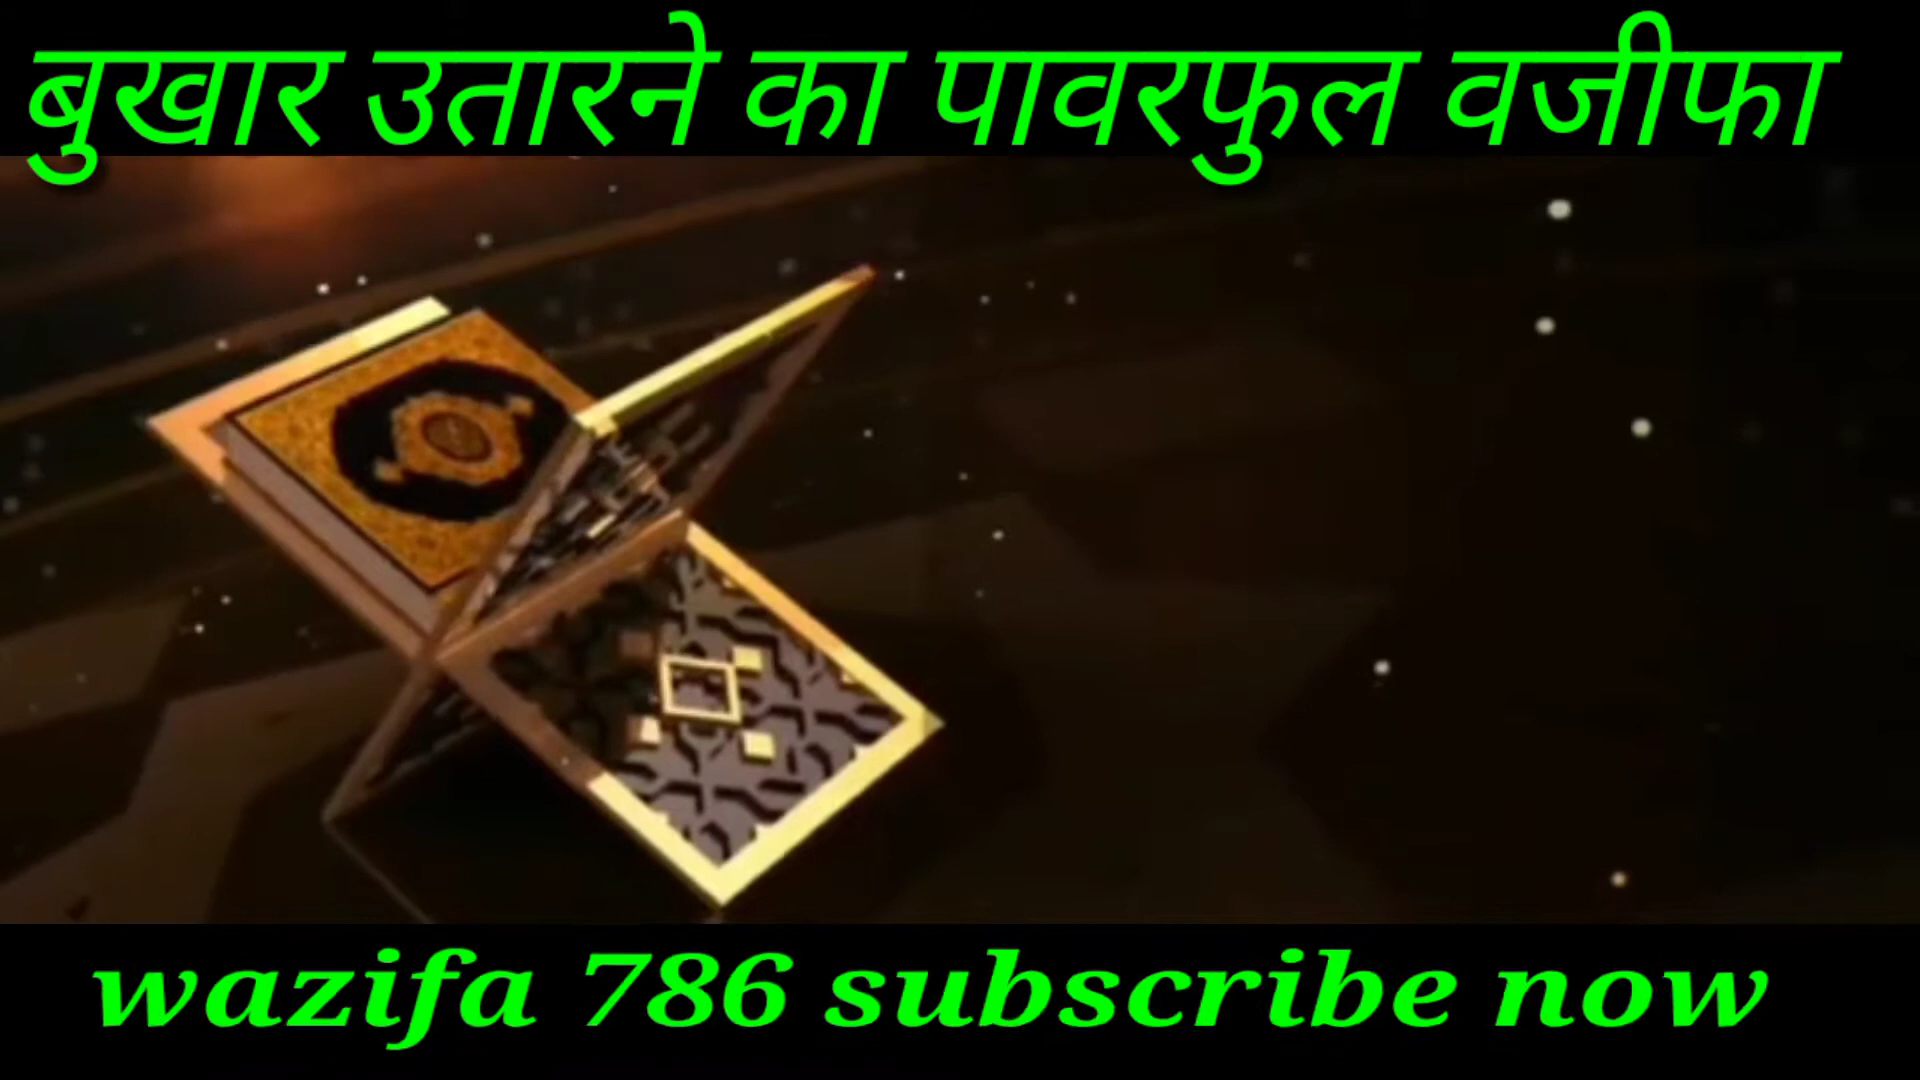 बुखार उतारने का पावरफुल वजीफा
wazifa 786 subscribe now